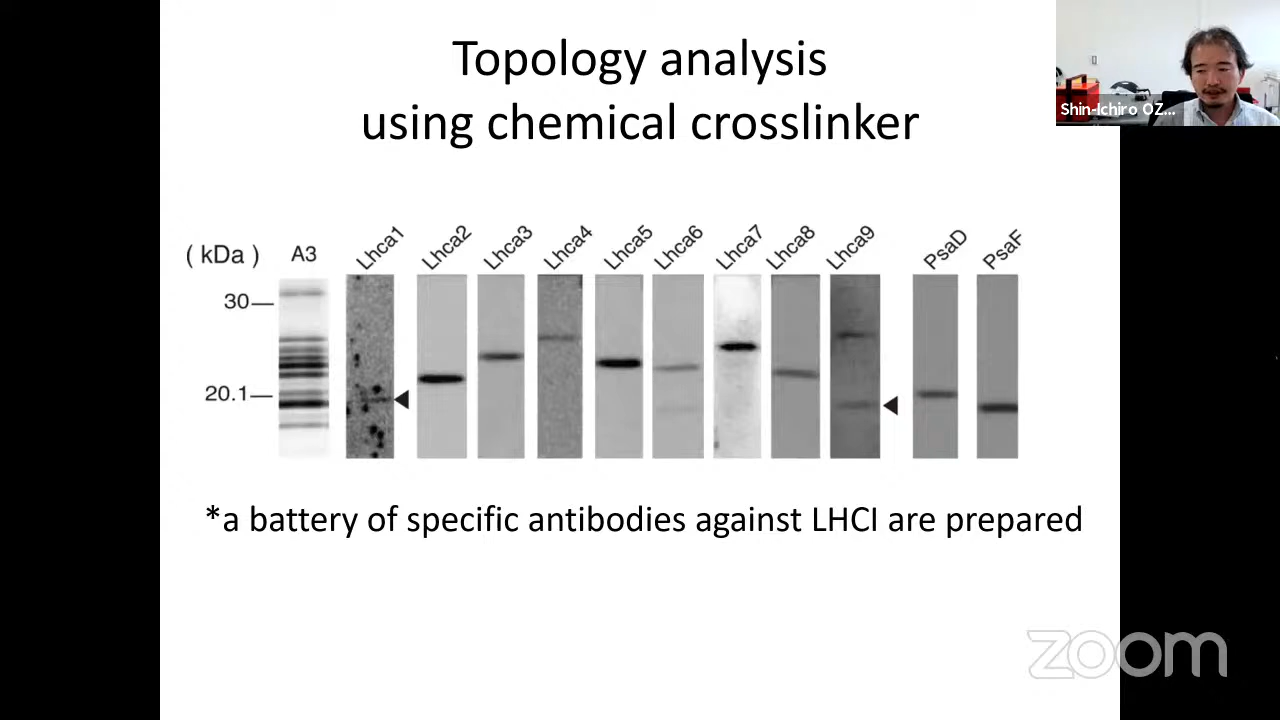 Topology analysis
using chemical crosslinker
Shin-Ichiro OZ...
( kDa ) A3 Lhca1 Lhca2 Lhca3 Lhca4 Lhca5 Lhca6 Lhca7 Lhca8 Lhca9 PsaD PsaF
30
20.1
*a battery of specific antibodies against LHCI are prepared
zoom